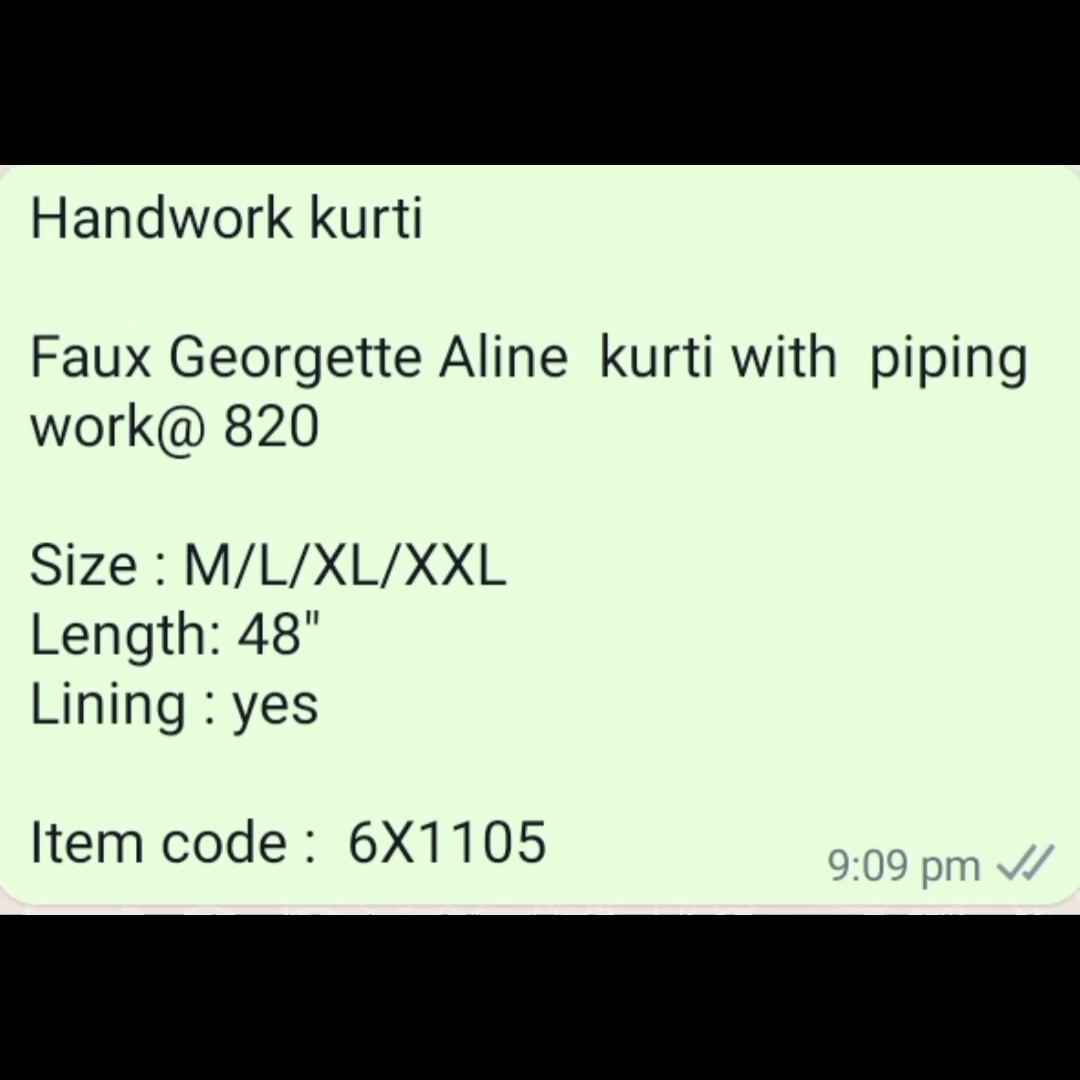 Handwork kurti
Faux Georgette Aline  kurti with  piping
work@ 820
Size : M/L/XL/XXL
Length: 48"
Lining : yes
Item code :  6X1105
9:09 pm